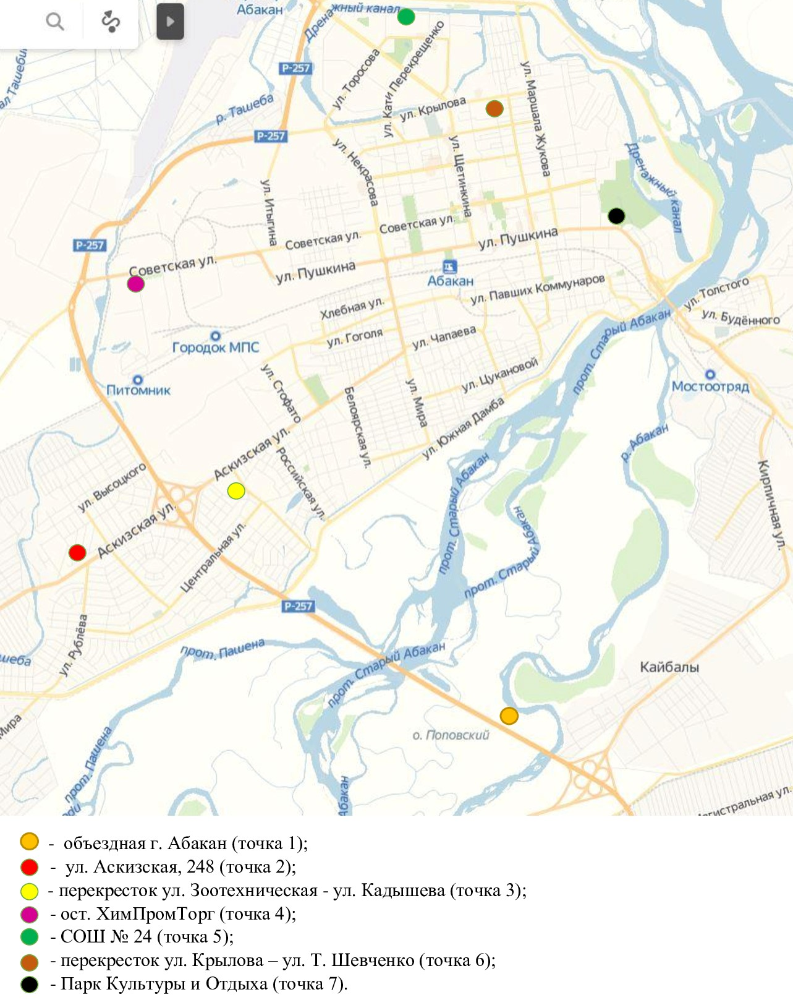 Абакан
жный канал
Дрена
Р-257
ал Ташебы
р. Ташеба
ул. Торосова
ул. Кати Перекрещенко
ул. Маршала Жукова
ул. Крылова
Р-257
ул. Некрасова
ул. Щетинкина
Дренажный канал
ул. Итыгина
Советская ул.
Советская ул.
ул. Пушкина
Р-257
Советская ул.
ул. Пушкина
Абакан
ул. Павших Коммунаров
ул. Толстого
ул. Будённого
Хлебная ул.
прот. Старый Абакан
ул. Гоголя
ул. Чапаева
Городок МПС
ул. Стофато
ул. Цукановой
Питомник
Мостоотряд
Белоярская ул.
ул. Мира
ул. Южная Дамба
Аскизская ул.
р. Абакан
Российская ул.
прот. Старый Абакан
ул. Высоцкого
Кирпичная ул.
Аскизская ул.
Центральная ул.
прот. Старый Абакан
Р-257
ул. Рублёва
шеба
прот. Пашена
прот. Старый Абакан
Кайбалы
Мира
о. Поповский
прот. Пашена
Абакан
гистральная ул.
- объездная г. Абакан (точка 1);
- ул. Аскизская, 248 (точка 2);
- перекресток ул. Зоотехническая - ул. Кадышева (точка 3);
- ост. ХимПромТорг (точка 4);
- СОШ № 24 (точка 5);
- перекресток ул. Крылова – ул. Т. Шевченко (точка 6);
- Парк Культуры и Отдыха (точка 7).